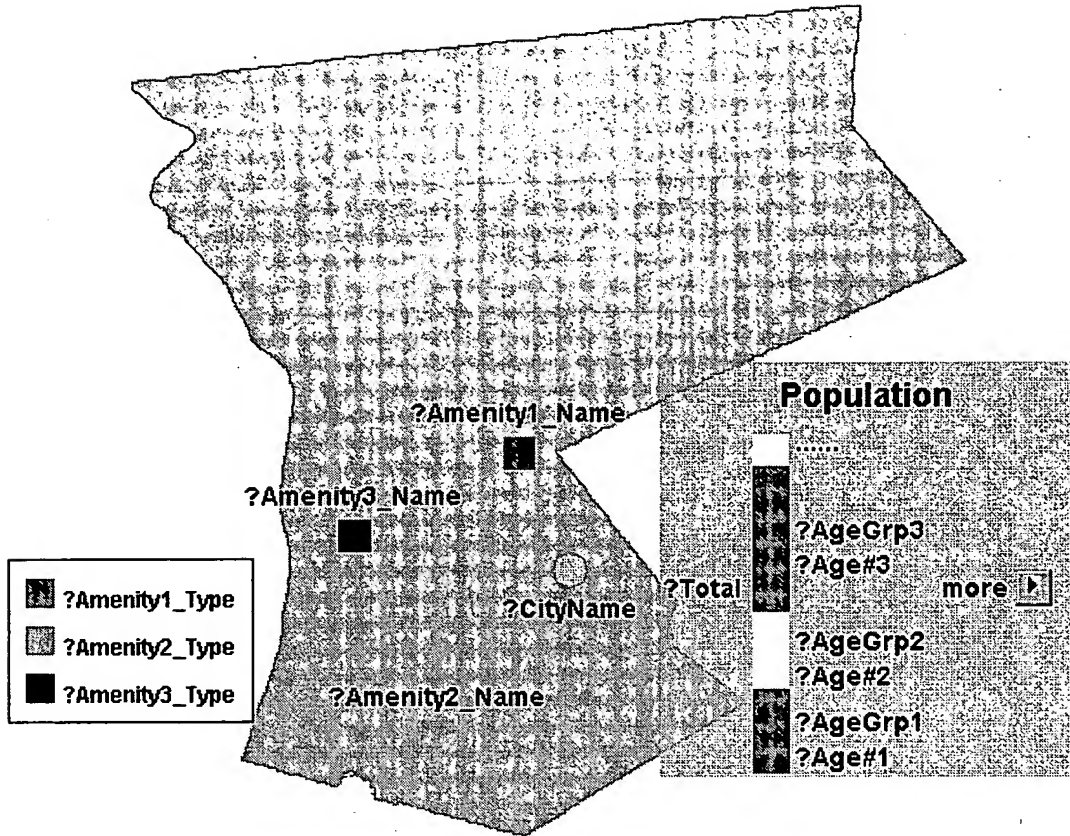 ?Amenity1_Name
?Amenity3_Name
?CityName
?Amenity2_Name
?Amenity1_Type
?Amenity2_Type
?Amenity3_Type
Population
......
?AgeGrp3
?Age#3
?Total
more
?AgeGrp2
?Age#2
?AgeGrp1
?Age#1